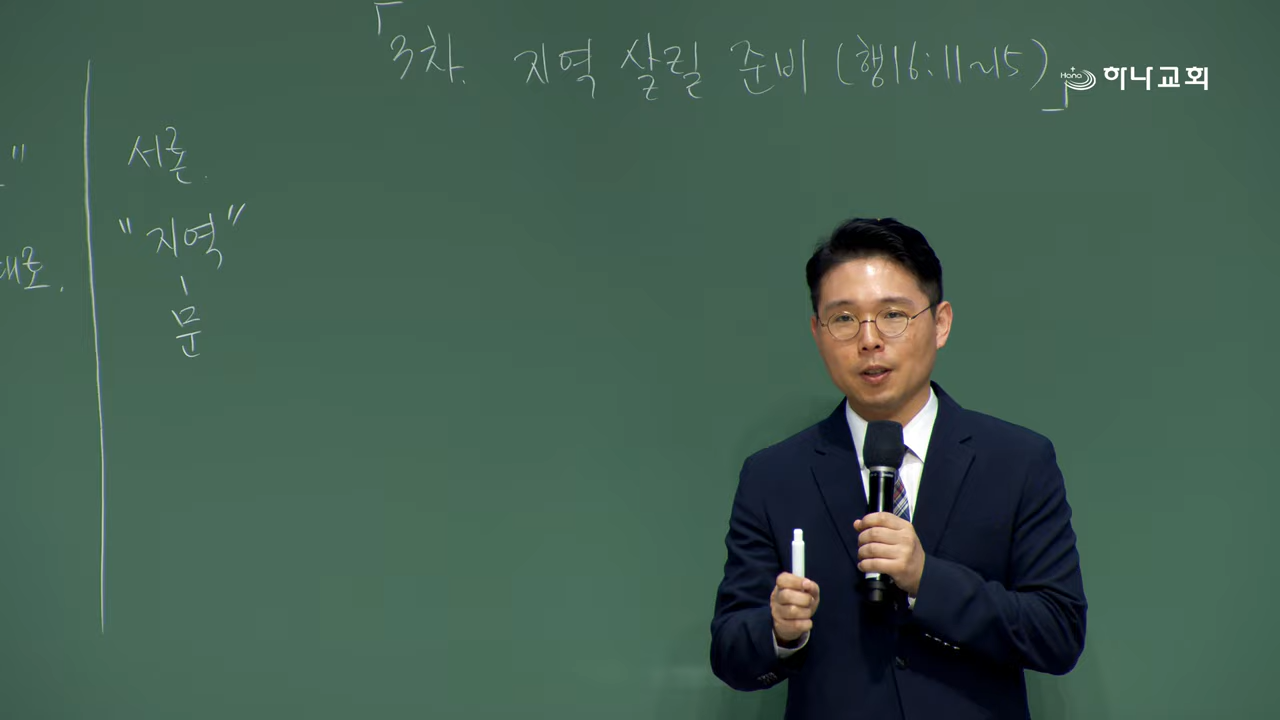 「3차. 지역 살릴 준비 (행16:11~15)」
Hana 하나교회
서론.
"지역"
문
"
대로.